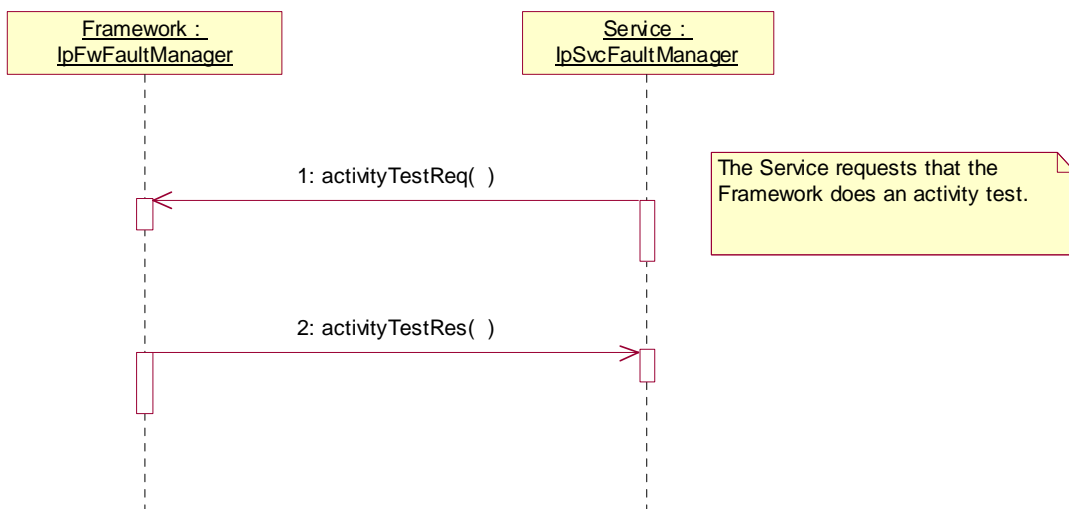 Framework :
IpFwFaultManager
Service :
IpSvcFaultManager
1: activityTestReq( )
The Service requests that the
Framework does an activity test.
2: activityTestRes( )